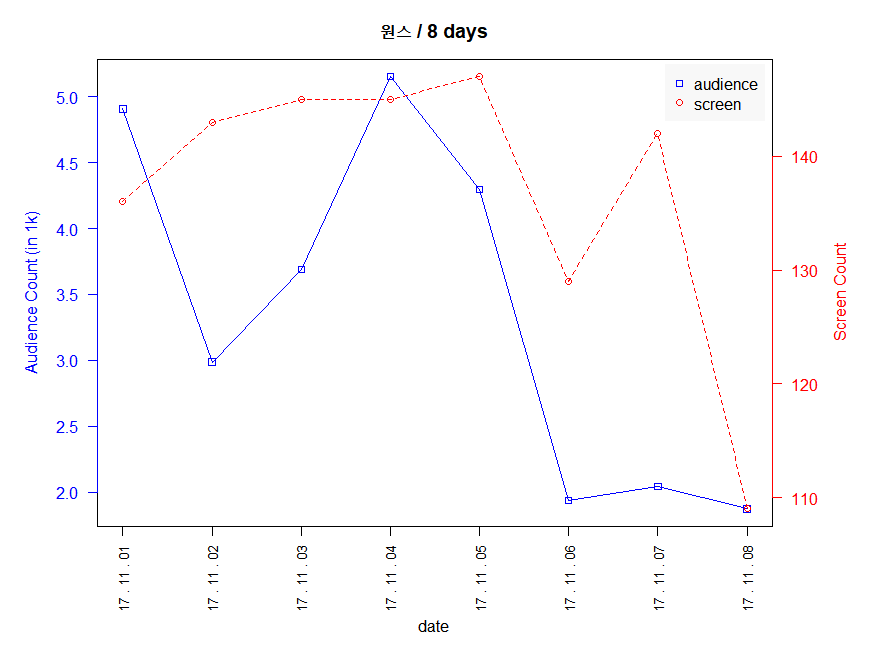 원스 / 8 days
audience
screen
Audience Count (in 1k)
5.0
4.5
4.0
3.5
3.0
2.5
2.0
140
130
120
110
Screen Count
17 . 11 . 01
17 . 11 . 02
17 . 11 . 03
17 . 11 . 04
17 . 11 . 05
17 . 11 . 06
17 . 11 . 07
17 . 11 . 08
date